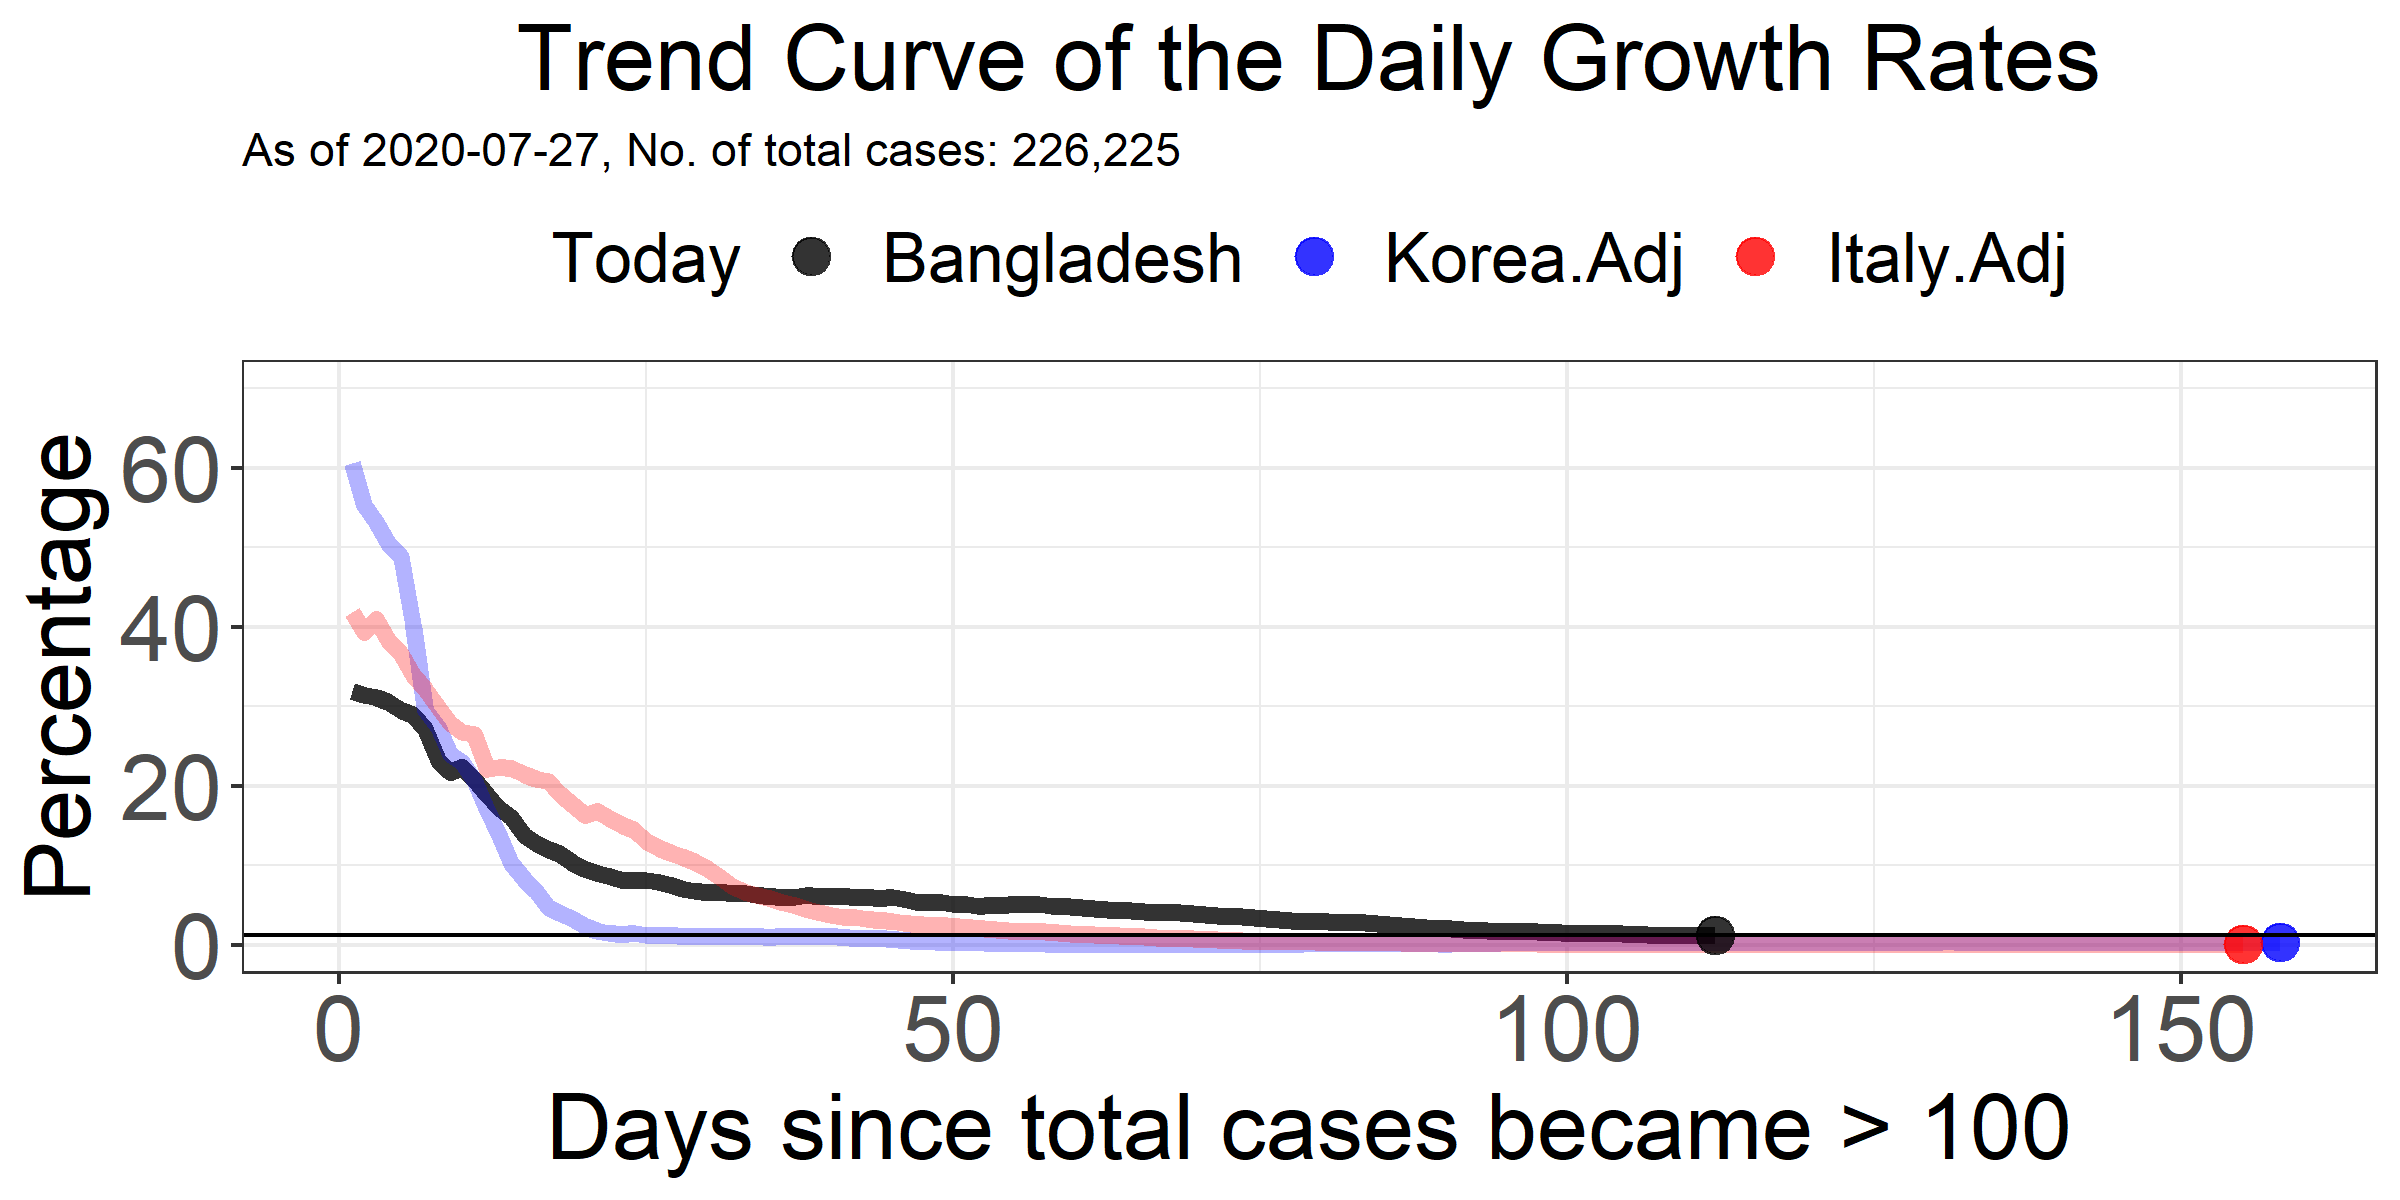 Trend Curve of the Daily Growth Rates
As of 2020-07-27, No. of total cases: 226,225
Today Bangladesh Korea.Adj Italy.Adj
Percentage
60
40
20
0
0 50 100 150
Days since total cases became > 100